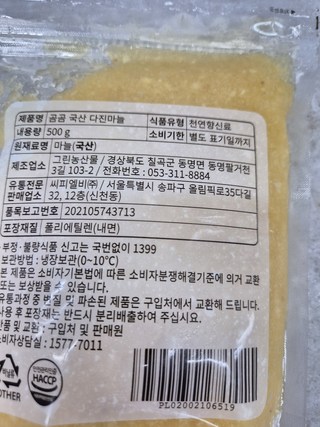 제품명 곰곰 국산 다진마늘 식품유형 천연향신료
내용량 500 g 소비기한 별도 표기일까지
원재료명 마늘(국산)
제조업소 그린농산물 / 경상북도 칠곡군 동명면 동명팔거천
3길 103-2 / 전화번호 : 053-311-8884
유통전문 판매업소 씨피엘비㈜ / 서울특별시 송파구 올림픽로35다길
32, 12층(신천동)
품목보고번호 202105743713
포장재질 폴리에틸렌(내면)
부정·불량식품 신고는 국번없이 1399
보관방법 : 냉장보관(0~10℃)
본 제품은 소비자기본법에 따른 소비자분쟁해결기준에 의거 교환
또는 보상받을 수 있습니다.
유통과정 중 변질 및 파손된 제품은 구입처에서 교환해 드립니다.
사용 후 포장재는 반드시 분리배출하여 주십시요.
반품 및 교환 : 구입처 및 판매원
소비자상담실 : 1577-7011
OTHER
HACCP
PL02002106519